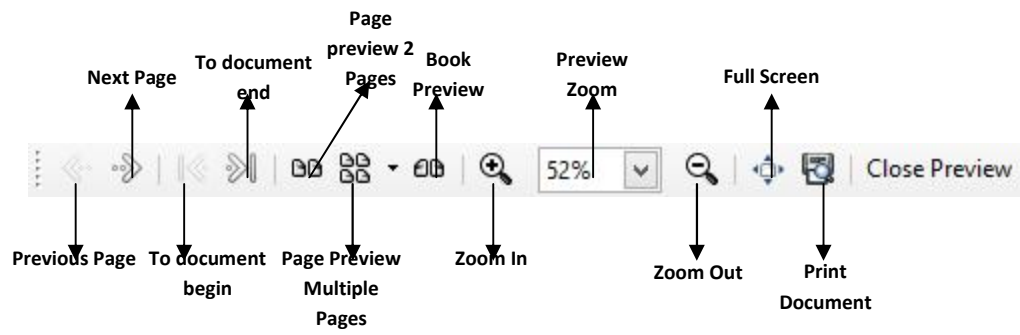 Page
preview 2
Pages
Book
Preview
To document
end
Next Page
Preview
Zoom
Full Screen
52%
Close Preview
Previous Page
To document
begin
Page Preview
Multiple
Pages
Zoom In
Zoom Out
Print
Document